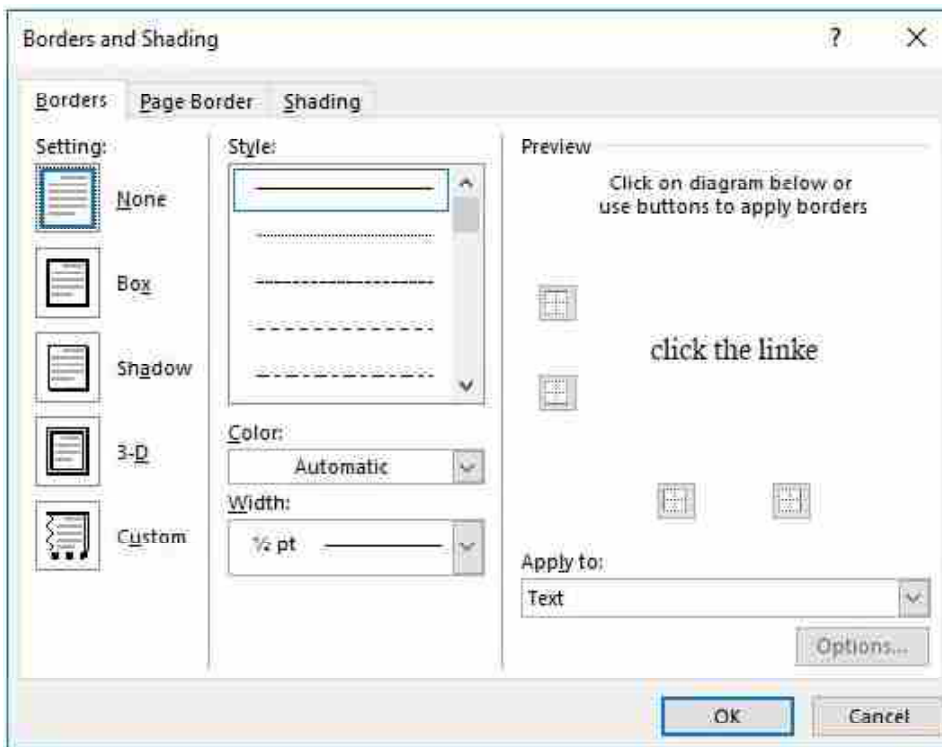 Borders and Shading ? X
Borders Page Border Shading
Setting:
None
Box
Shadow
3-D
Custom
Style:
Color:
Automatic
Width:
½ pt
Preview
Click on diagram below or
use buttons to apply borders
click the linke
Apply to:
Text
Options...
OK Cancel